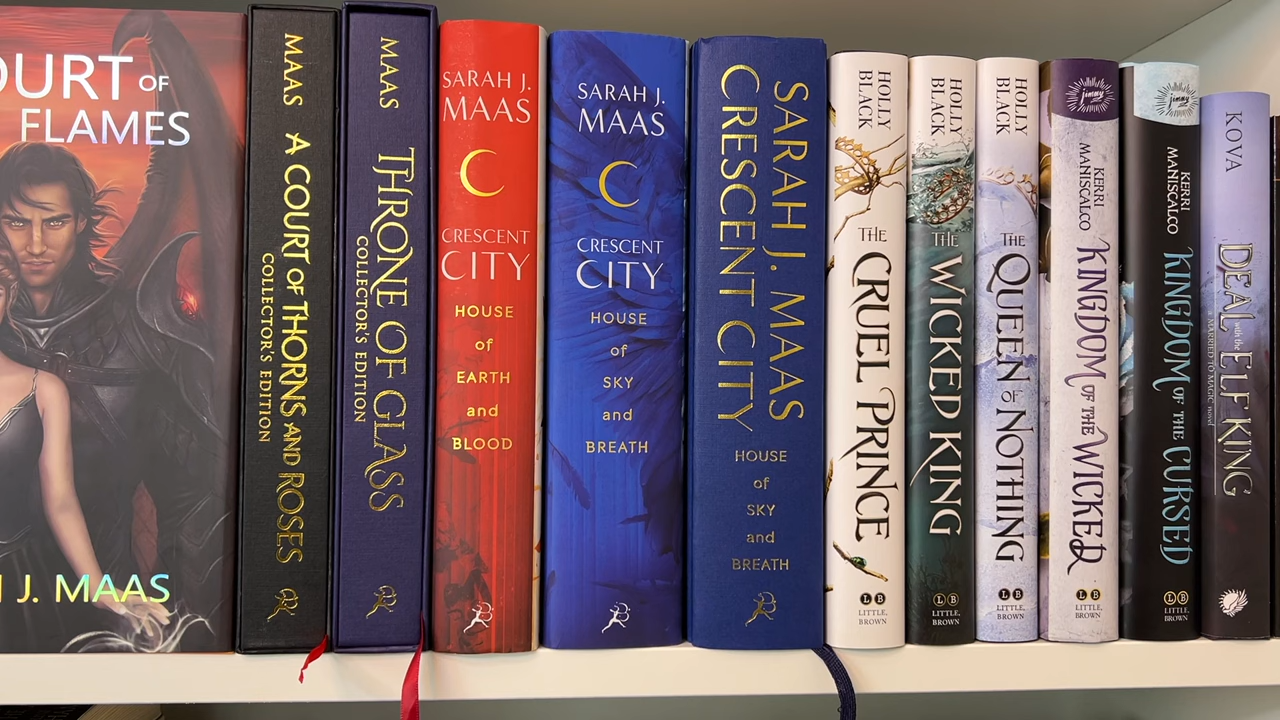 OURT OF
FLAMES
J. MAAS
MAAS
A COURT OF THORNS AND ROSES
COLLECTOR'S EDITION
MAAS
THRONE OF GLASS
COLLECTOR'S EDITION
SARAH J.
MAAS
CRESCENT
CITY
HOUSE
of
EARTH
and
BLOOD
SARAH J.
MAAS
CRESCENT
CITY
HOUSE
of
SKY
and
BREATH
SARAH J. MAAS
CRESCENT CITY
HOUSE
of
SKY
and
BREATH
HOLLY
BLACK
THE CRUEL PRINCE
LB
LITTLE,
BROWN
HOLLY
BLACK
THE WICKED KING
LB
LITTLE,
BROWN
HOLLY
BLACK
THE QUEEN OF NOTHING
LB
LITTLE,
BROWN
jimmy
KERRI
MANISCALCO
KINGDOM OF THE WICKED
LB
LITTLE,
BROWN
jimmy
KERRI
MANISCALCO
KINGDOM OF THE CURSED
LB
LITTLE,
BROWN
KOVA
DEAL with the ELF KING
a MARRIED TO MAGIC novel